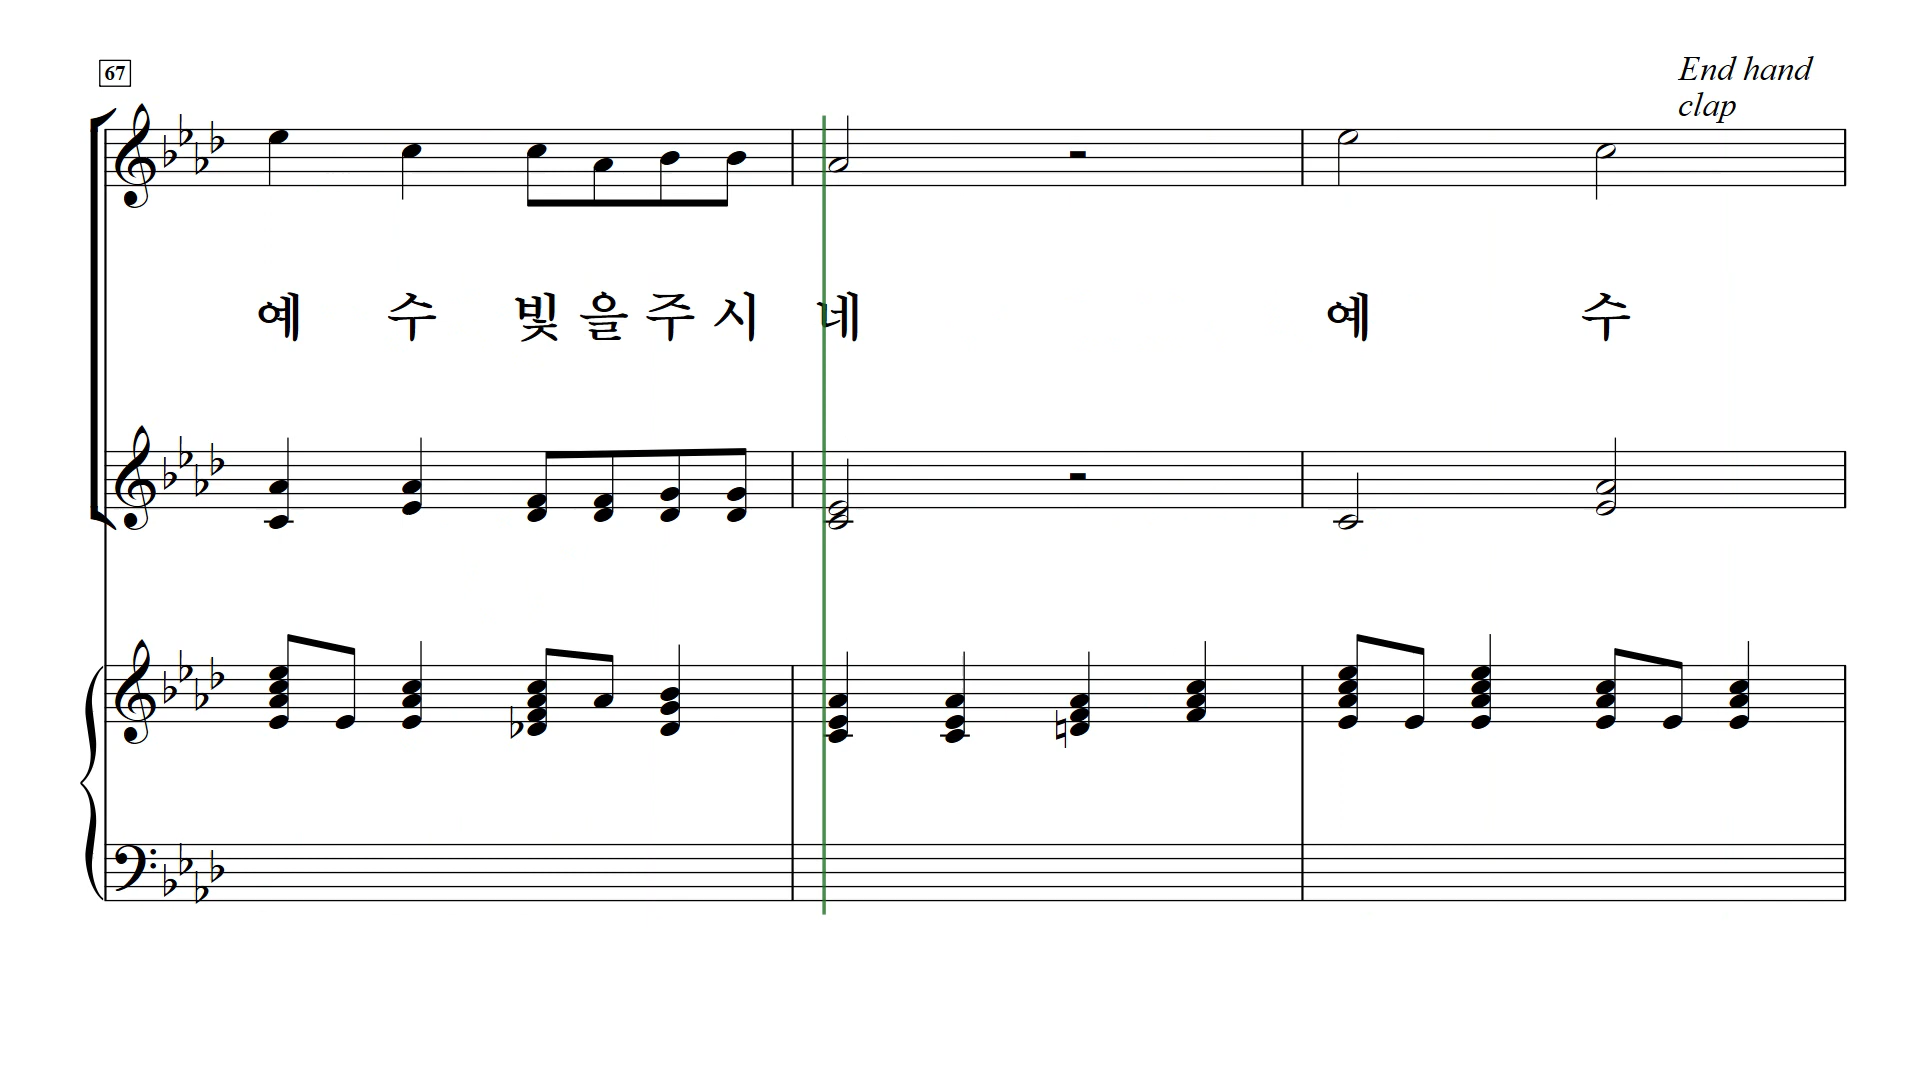 67
End hand
clap
예 수 빛 을 주 시 네 예 수